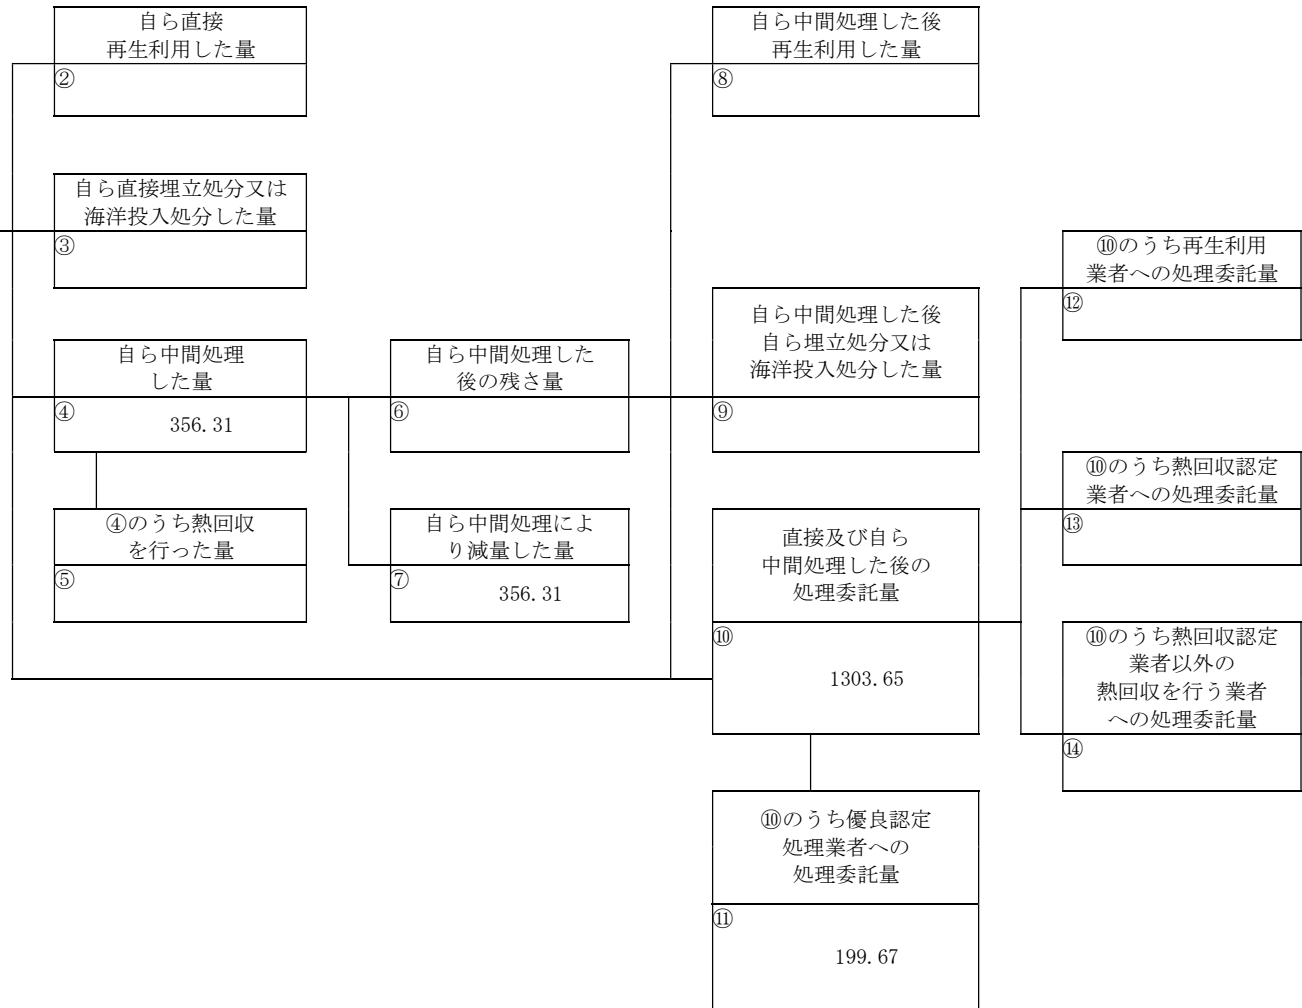 自ら直接
再生利用した量
②
自ら中間処理した後
再生利用した量
⑧
自ら直接埋立処分又は
海洋投入処分した量
③
⑩のうち再生利用
業者への処理委託量
⑫
自ら中間処理した後
自ら埋立処分又は
海洋投入処分した量
⑨
自ら中間処理
した量
④
356.31
自ら中間処理した
後の残さ量
⑥
⑩のうち熱回収認定
業者への処理委託量
⑬
④のうち熱回収
を行った量
⑤
自ら中間処理によ
り減量した量
⑦
356.31
直接及び自ら
中間処理した後の
処理委託量
⑩
1303.65
⑩のうち熱回収認定
業者以外の
熱回収を行う業者
への処理委託量
⑭
⑩のうち優良認定
処理業者への
処理委託量
⑪
199.67